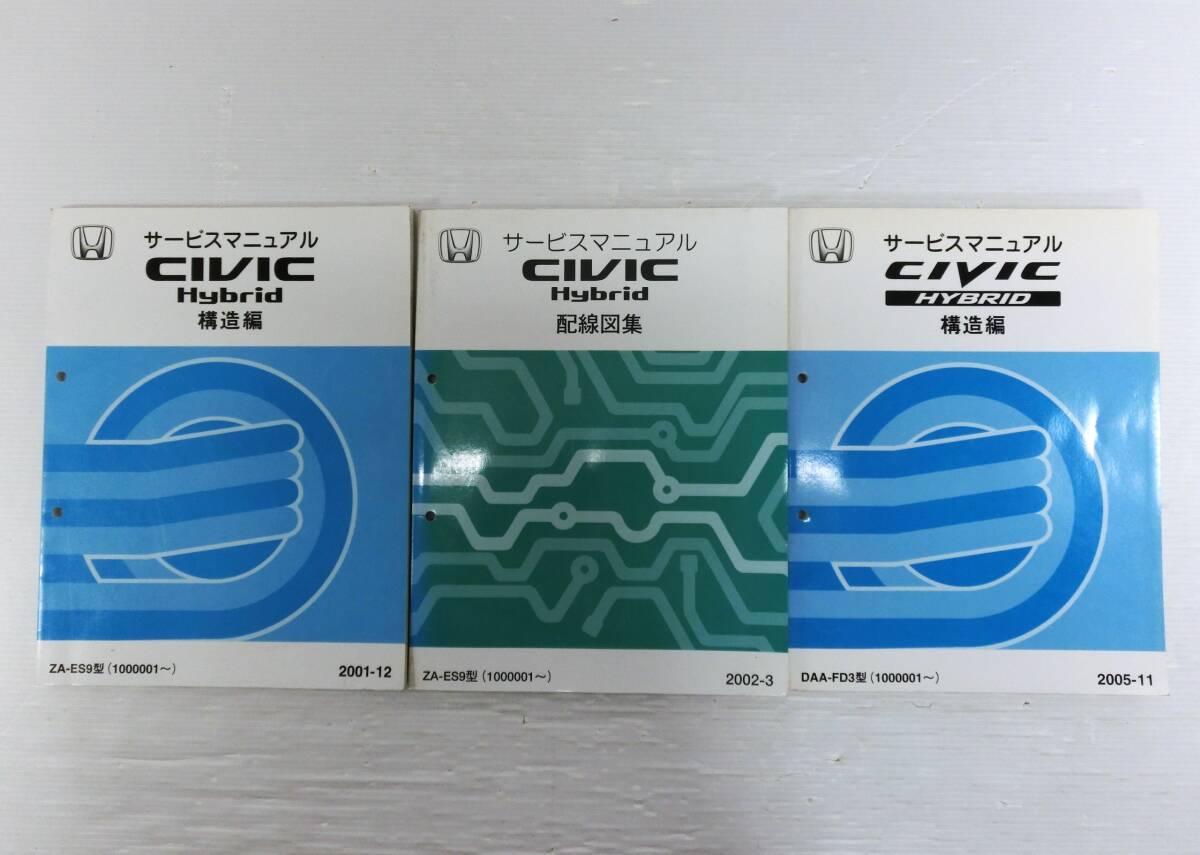 サービスマニュアル
CIVIC
Hybrid
構造編
ZA-ES9型(1000001～)
2001-12
サービスマニュアル
CIVIC
Hybrid
配線図集
ZA-ES9型(1000001～)
2002-3
サービスマニュアル
CIVIC
HYBRID
構造編
DAA-FD3型(1000001～)
2005-11